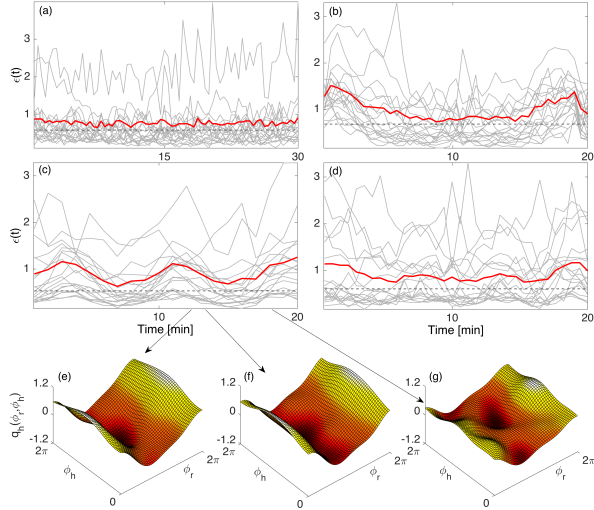 (a) (b)
3 3
ϵ(t)
2 2
1 1
15 30 10 20
(c) (d)
3 3
ϵ(t)
2 2
1 1
10 20 10 20
Time [min] Time [min]
(e) (f) (g)
q_h(ϕ_r,ϕ_h)
1.2 1.2 1.2
0 0 0
-1.2 -1.2 -1.2
2π 2π 2π
ϕ_h ϕ_r 2π ϕ_h ϕ_r 2π ϕ_h ϕ_r 2π
0 0 0